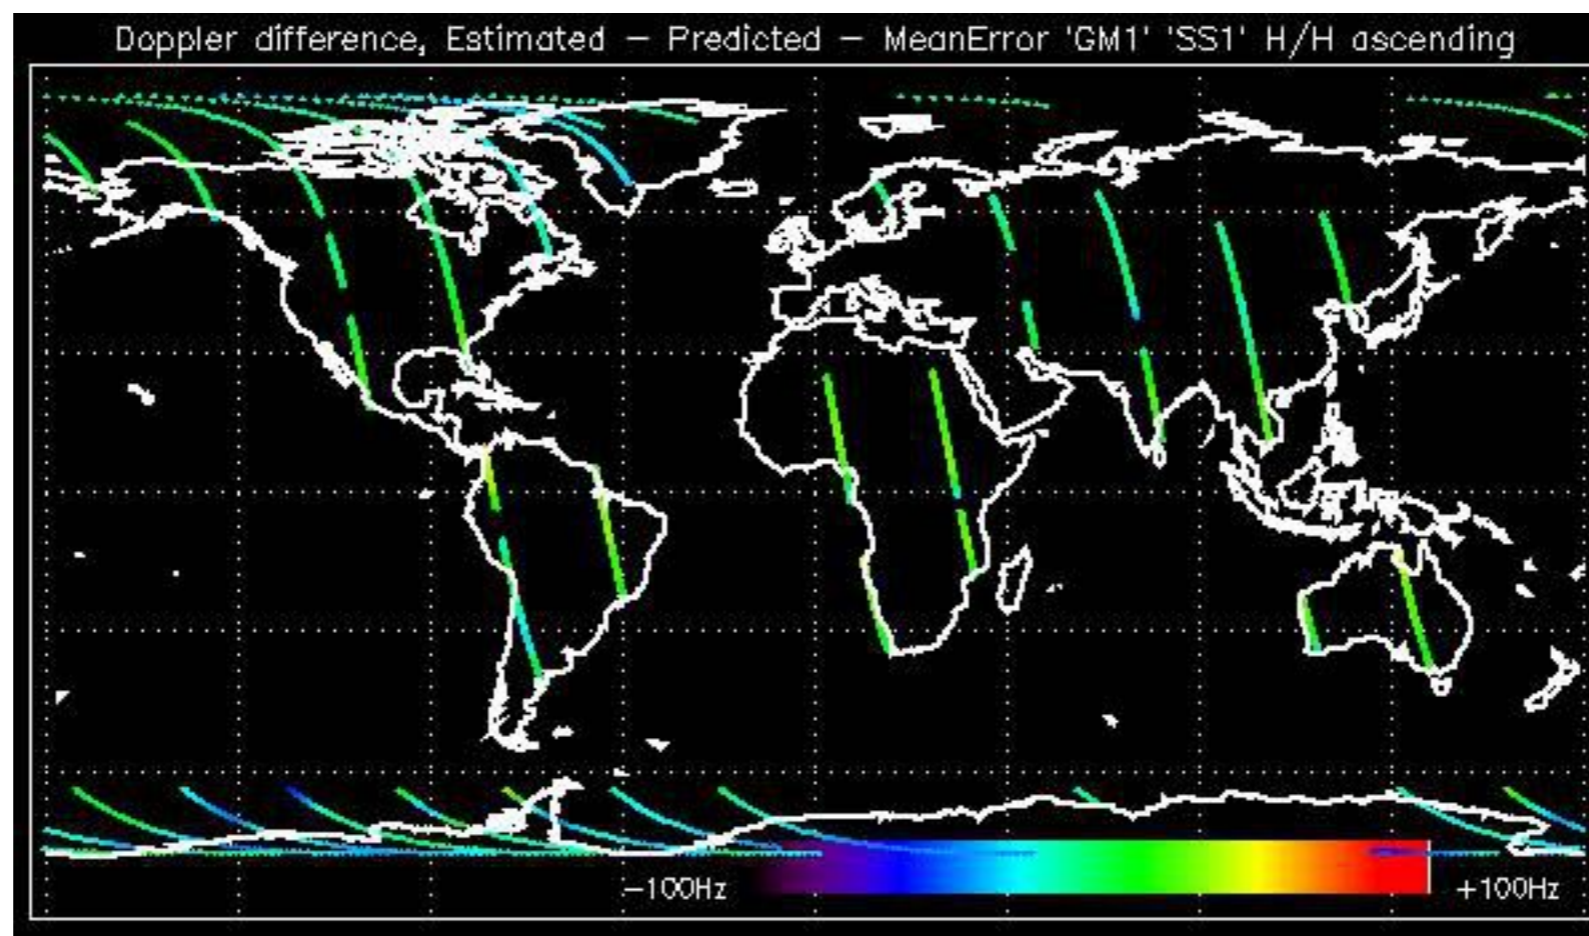 Doppler difference, Estimated — Predicted — MeanError 'GM1' 'SS1' H/H ascending
−100Hz +100Hz